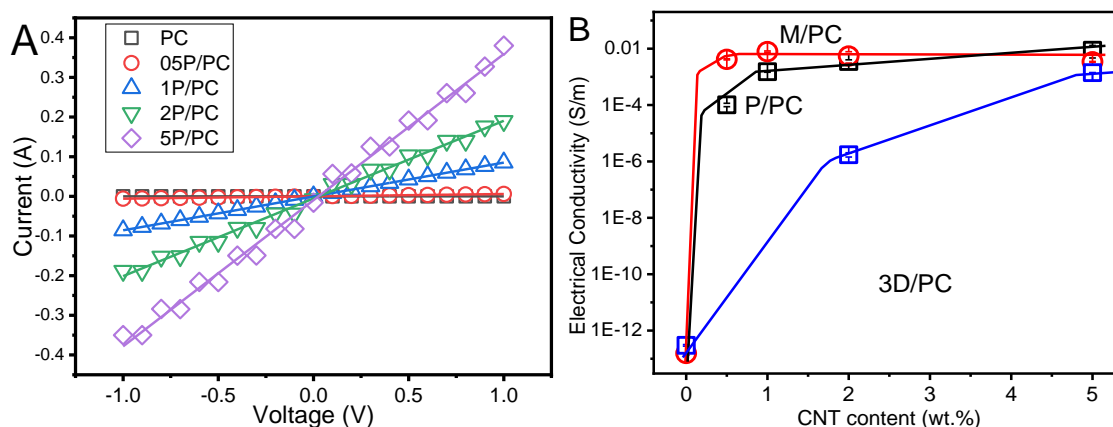 A
PC
05P/PC
1P/PC
2P/PC
5P/PC
Current (A)
0.4
0.3
0.2
0.1
0.0
-0.1
-0.2
-0.3
-0.4
-1.0
-0.5
0.0
0.5
1.0
Voltage (V)
B
M/PC
P/PC
3D/PC
Electrical Conductivity (S/m)
0.01
1E-4
1E-6
1E-8
1E-10
1E-12
0
1
2
3
4
5
CNT content (wt.%)